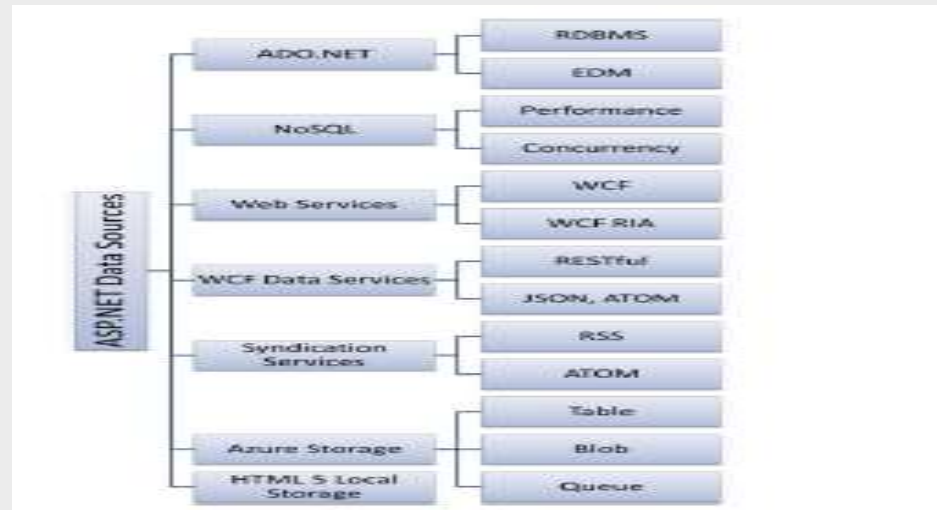 ASP.NET Data Sources
ADO.NET
RDBMS
EDM
NoSQL
Performance
Concurrency
Web Services
WCF
WCF RIA
WCF Data Services
RESTful
JSON, ATOM
Syndication
Services
RSS
ATOM
Azure Storage
Table
Blob
Queue
HTML 5 Local
Storage